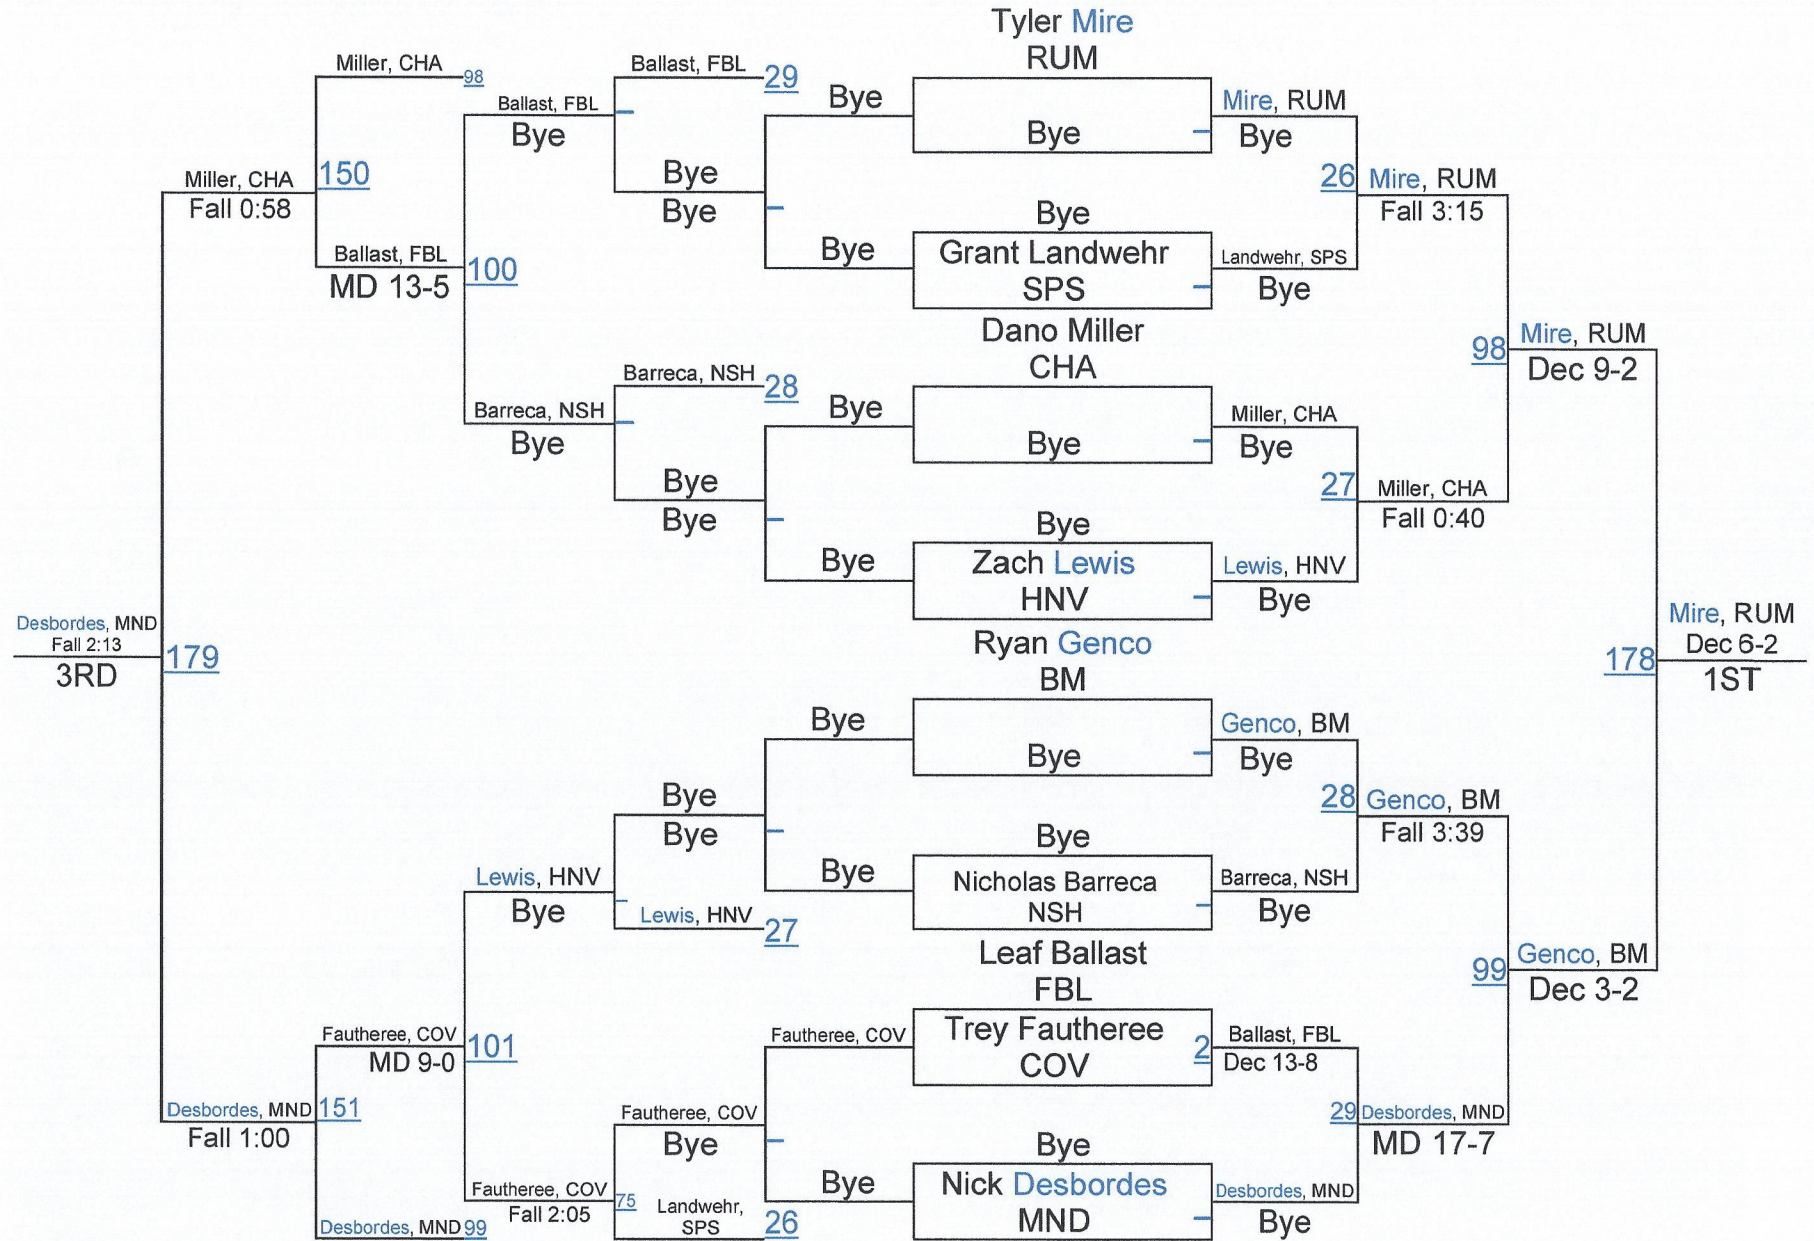 Tyler Mire
RUM
Miller, CHA
98
Ballast, FBL
29
Ballast, FBL
Bye
Bye
Bye
Mire, RUM
Bye
150
Miller, CHA
Fall 0:58
Bye
Bye
26
Mire, RUM
Fall 3:15
Ballast, FBL
MD 13-5
100
Bye
Bye
Grant Landwehr
SPS
Landwehr, SPS
Bye
Dano Miller
CHA
98
Mire, RUM
Dec 9-2
Barreca, NSH
28
Barreca, NSH
Bye
Bye
Bye
Miller, CHA
Bye
Bye
Bye
27
Miller, CHA
Fall 0:40
Bye
Bye
Zach Lewis
HNV
Lewis, HNV
Bye
Desbordes, MND
Fall 2:13
3RD
179
Ryan Genco
BM
178
Mire, RUM
Dec 6-2
1ST
Bye
Bye
Genco, BM
Bye
Bye
Bye
28
Genco, BM
Fall 3:39
Lewis, HNV
Bye
Lewis, HNV
27
Bye
Bye
Nicholas Barreca
NSH
Barreca, NSH
Bye
Leaf Ballast
FBL
99
Genco, BM
Dec 3-2
Fautheree, COV
MD 9-0
101
Fautheree, COV
Trey Fautheree
COV
2
Ballast, FBL
Dec 13-8
Desbordes, MND
Fall 1:00
151
Fautheree, COV
Bye
29
Desbordes, MND
MD 17-7
Bye
Bye
Nick Desbordes
MND
Desbordes, MND
Bye
Fautheree, COV
Fall 2:05
75
Landwehr,
SPS
26
Desbordes, MND
99